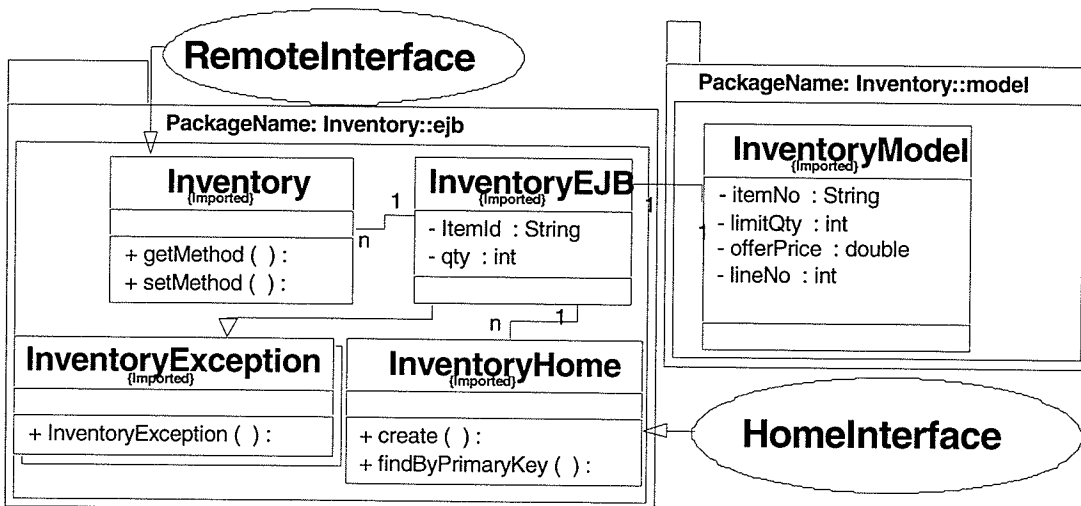 RemoteInterface
PackageName: Inventory::ejb
Inventory
{Imported}
+ getMethod ( ) :
+ setMethod ( ) :
n
1
InventoryEJB
{Imported}
- ItemId : String
- qty : int
1
n
1
InventoryException
{Imported}
+ InventoryException ( ) :
InventoryHome
{Imported}
+ create ( ) :
+ findByPrimaryKey ( ) :
PackageName: Inventory::model
InventoryModel
{Imported}
- itemNo : String
- limitQty : int
- offerPrice : double
- lineNo : int
1
HomeInterface